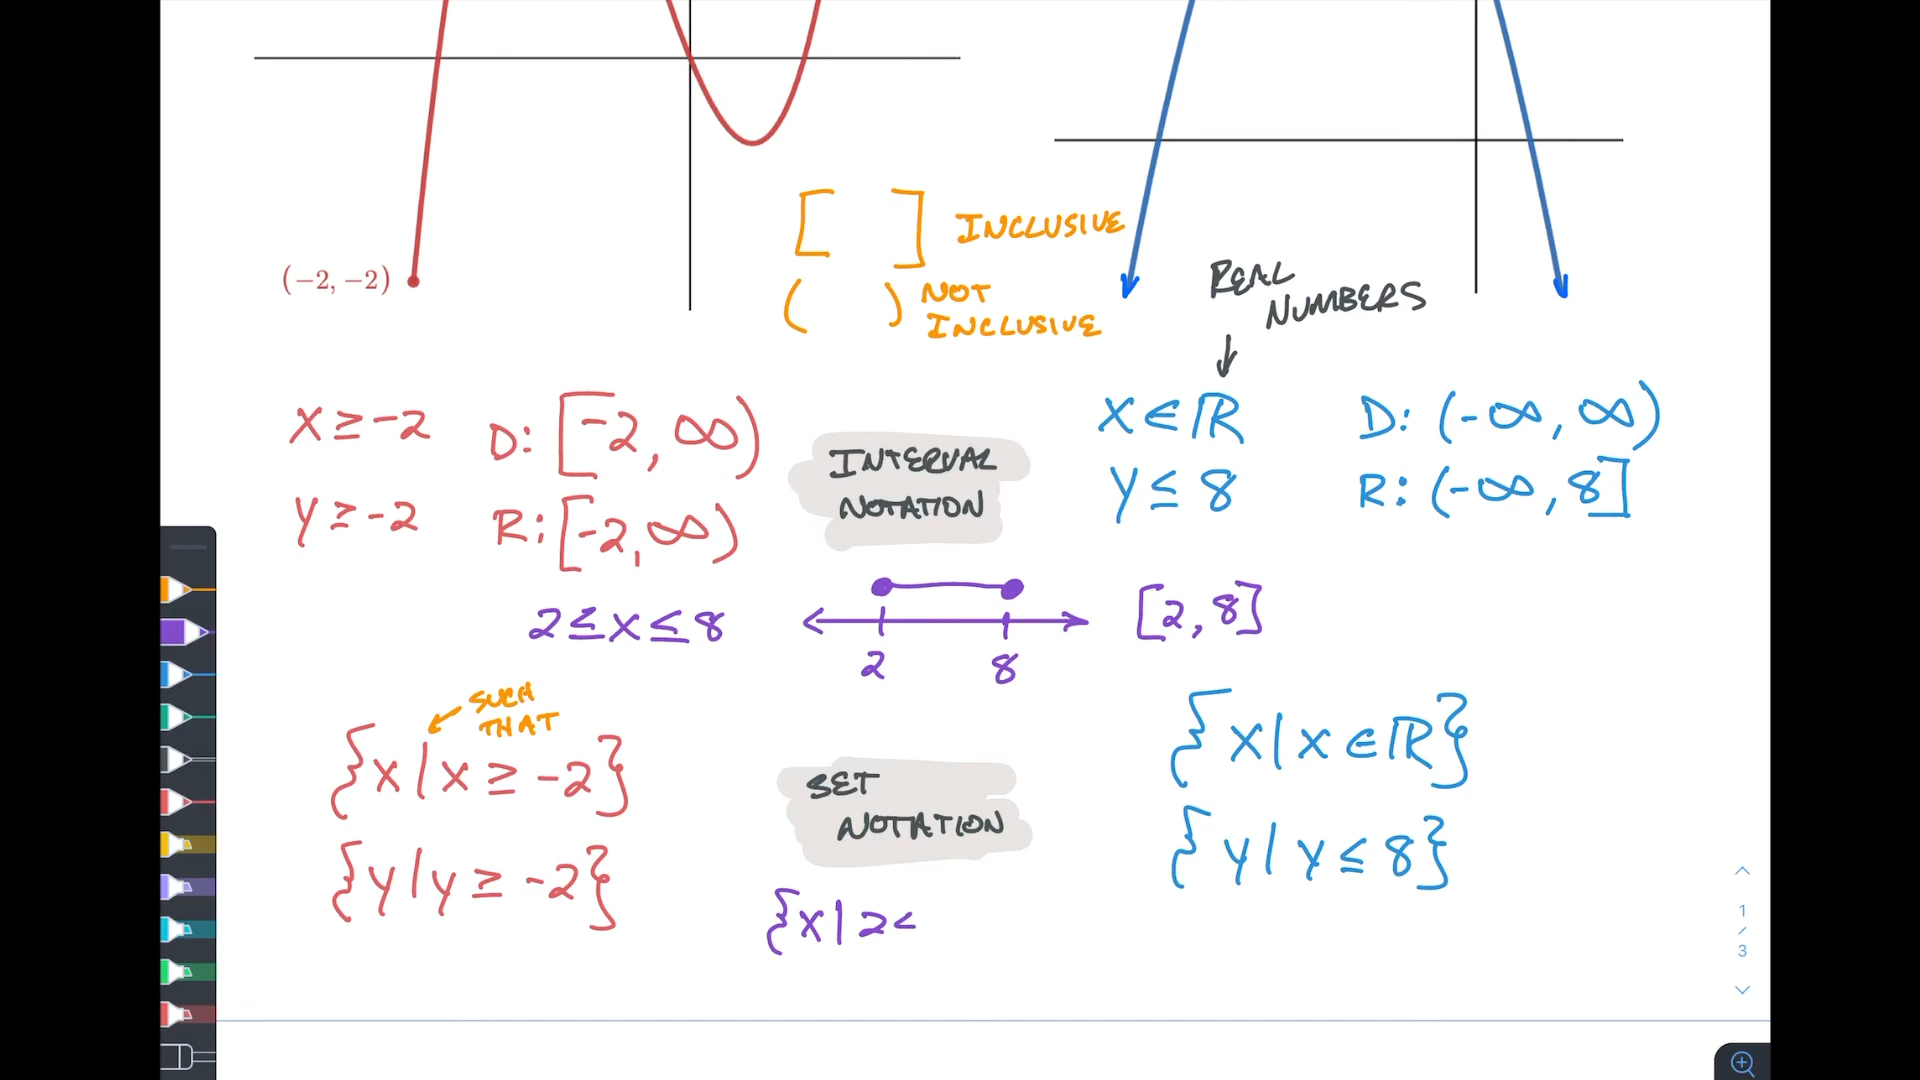 [ ] INCLUSIVE
(−2, −2)
( ) NOT
INCLUSIVE
REAL
NUMBERS
X ≥ -2 D: [-2, ∞)
Y ≥ -2 R: [-2, ∞)
INTERVAL
NOTATION
X ∈ ℝ D: (-∞, ∞)
Y ≤ 8 R: (-∞, 8]
2 ≤ X ≤ 8
2 8
[2, 8]
SUCH
THAT
{X | X ≥ -2}
{Y | Y ≥ -2}
SET
NOTATION
{X | 2 <
{X | X ∈ ℝ}
{Y | Y ≤ 8}
1
/
3